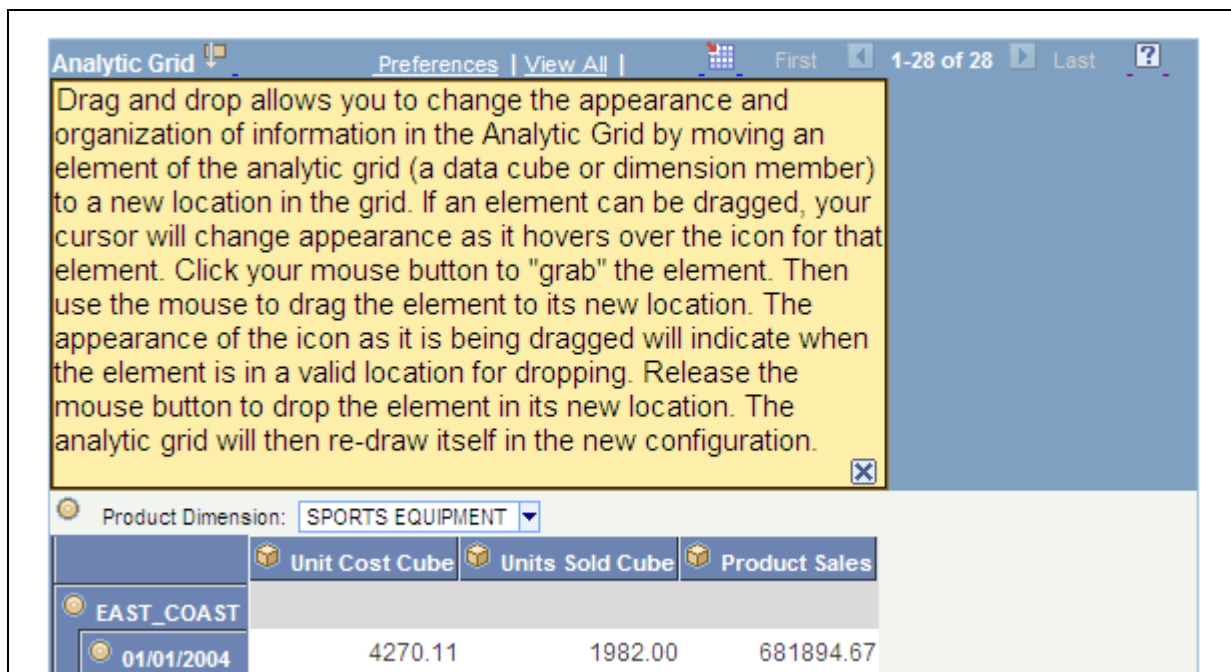 Analytic Grid Preferences | View All | First 1-28 of 28 Last ?
Drag and drop allows you to change the appearance and
organization of information in the Analytic Grid by moving an
element of the analytic grid (a data cube or dimension member)
to a new location in the grid. If an element can be dragged, your
cursor will change appearance as it hovers over the icon for that
element. Click your mouse button to "grab" the element. Then
use the mouse to drag the element to its new location. The
appearance of the icon as it is being dragged will indicate when
the element is in a valid location for dropping. Release the
mouse button to drop the element in its new location. The
analytic grid will then re-draw itself in the new configuration.
Product Dimension: SPORTS EQUIPMENT
Unit Cost Cube Units Sold Cube Product Sales
EAST_COAST
01/01/2004 4270.11 1982.00 681894.67